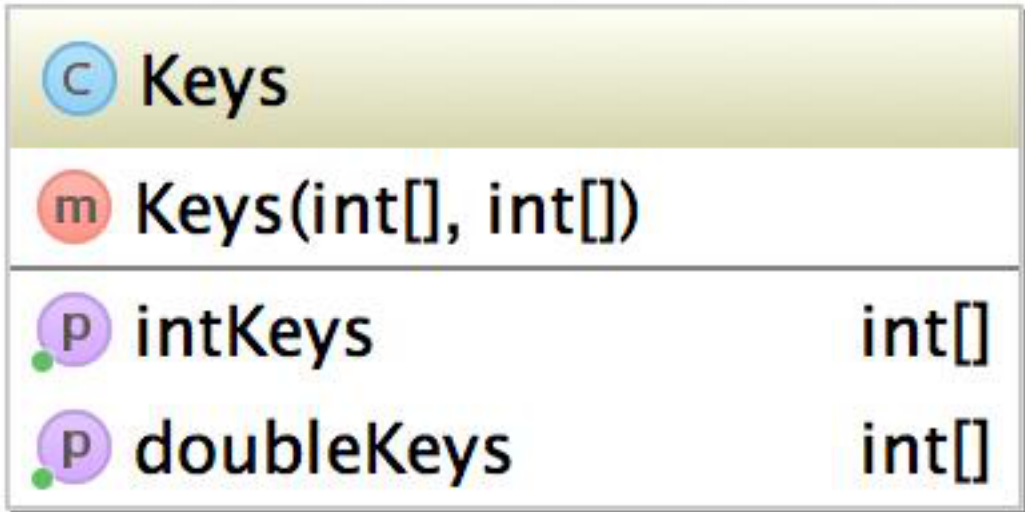 C Keys
m Keys(int[], int[])
p intKeys int[]
p doubleKeys int[]